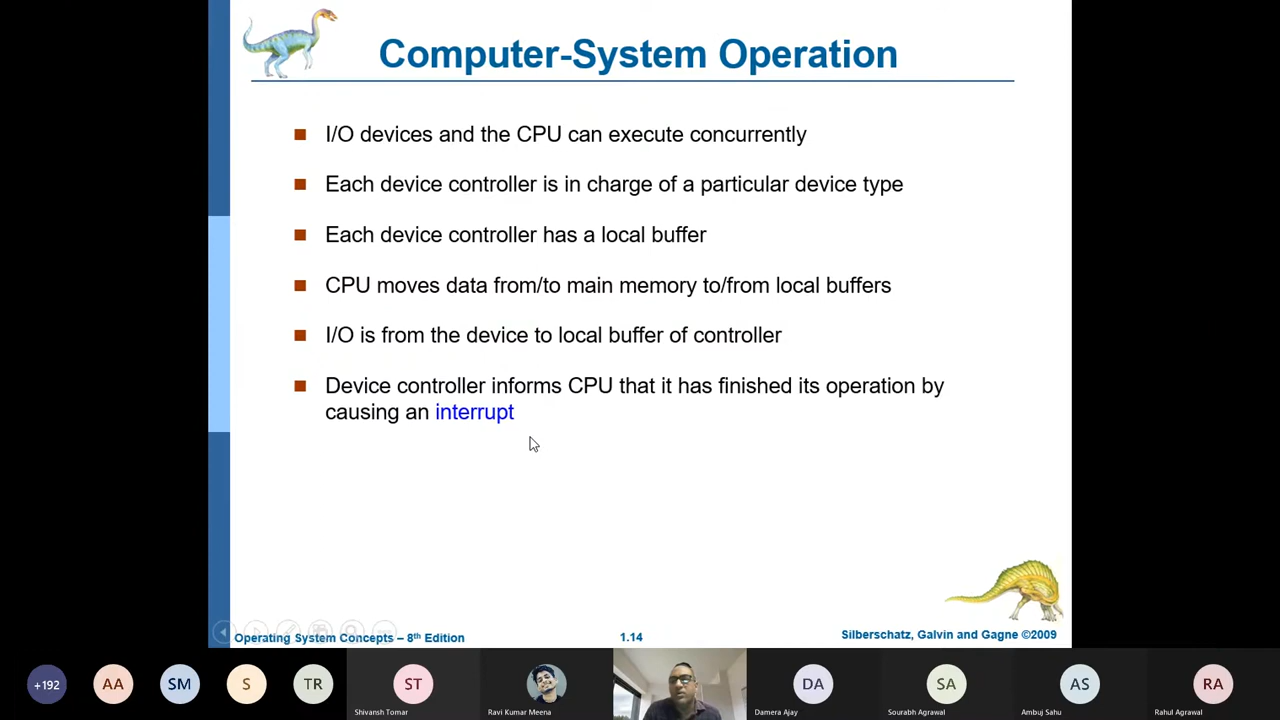 Computer-System Operation
I/O devices and the CPU can execute concurrently
Each device controller is in charge of a particular device type
Each device controller has a local buffer
CPU moves data from/to main memory to/from local buffers
I/O is from the device to local buffer of controller
Device controller informs CPU that it has finished its operation by
causing an interrupt
Operating System Concepts – 8th Edition
1.14
Silberschatz, Galvin and Gagne ©2009
+192
AA
SM
S
TR
ST
DA
SA
AS
RA
Shivansh Tomar
Ravi Kumar Meena
Damera Ajay
Sourabh Agrawal
Ambuj Sahu
Rahul Agrawal